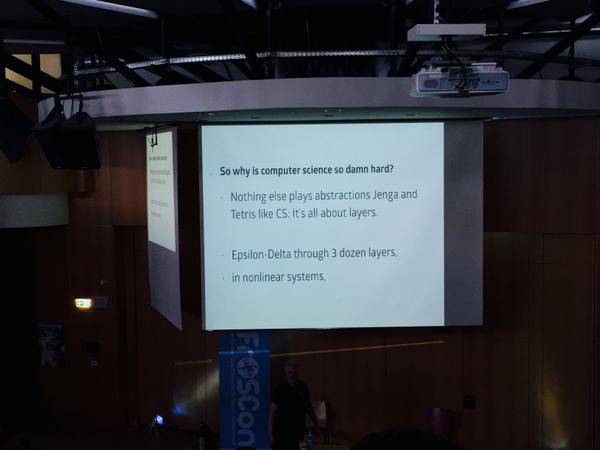 So why is computer science so damn hard?
· Nothing else plays abstractions Jenga and
Tetris like CS: It's all about layers.
· Epsilon-Delta through 3 dozen layers,
· in nonlinear systems,
FrOSCon